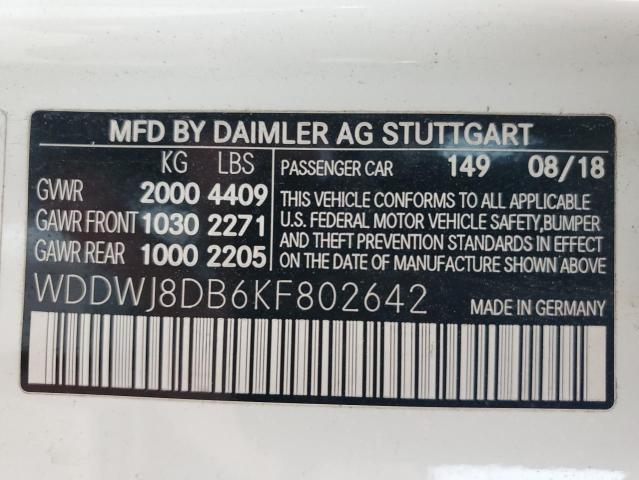 MFD BY DAIMLER AG STUTTGART
KG LBS
GVWR 2000 4409
GAWR FRONT 1030 2271
GAWR REAR 1000 2205
PASSENGER CAR 149 08/18
THIS VEHICLE CONFORMS TO ALL APPLICABLE
U.S. FEDERAL MOTOR VEHICLE SAFETY,BUMPER
AND THEFT PREVENTION STANDARDS IN EFFECT
ON THE DATE OF MANUFACTURE SHOWN ABOVE.
WDDWJ8DB6KF802642
MADE IN GERMANY